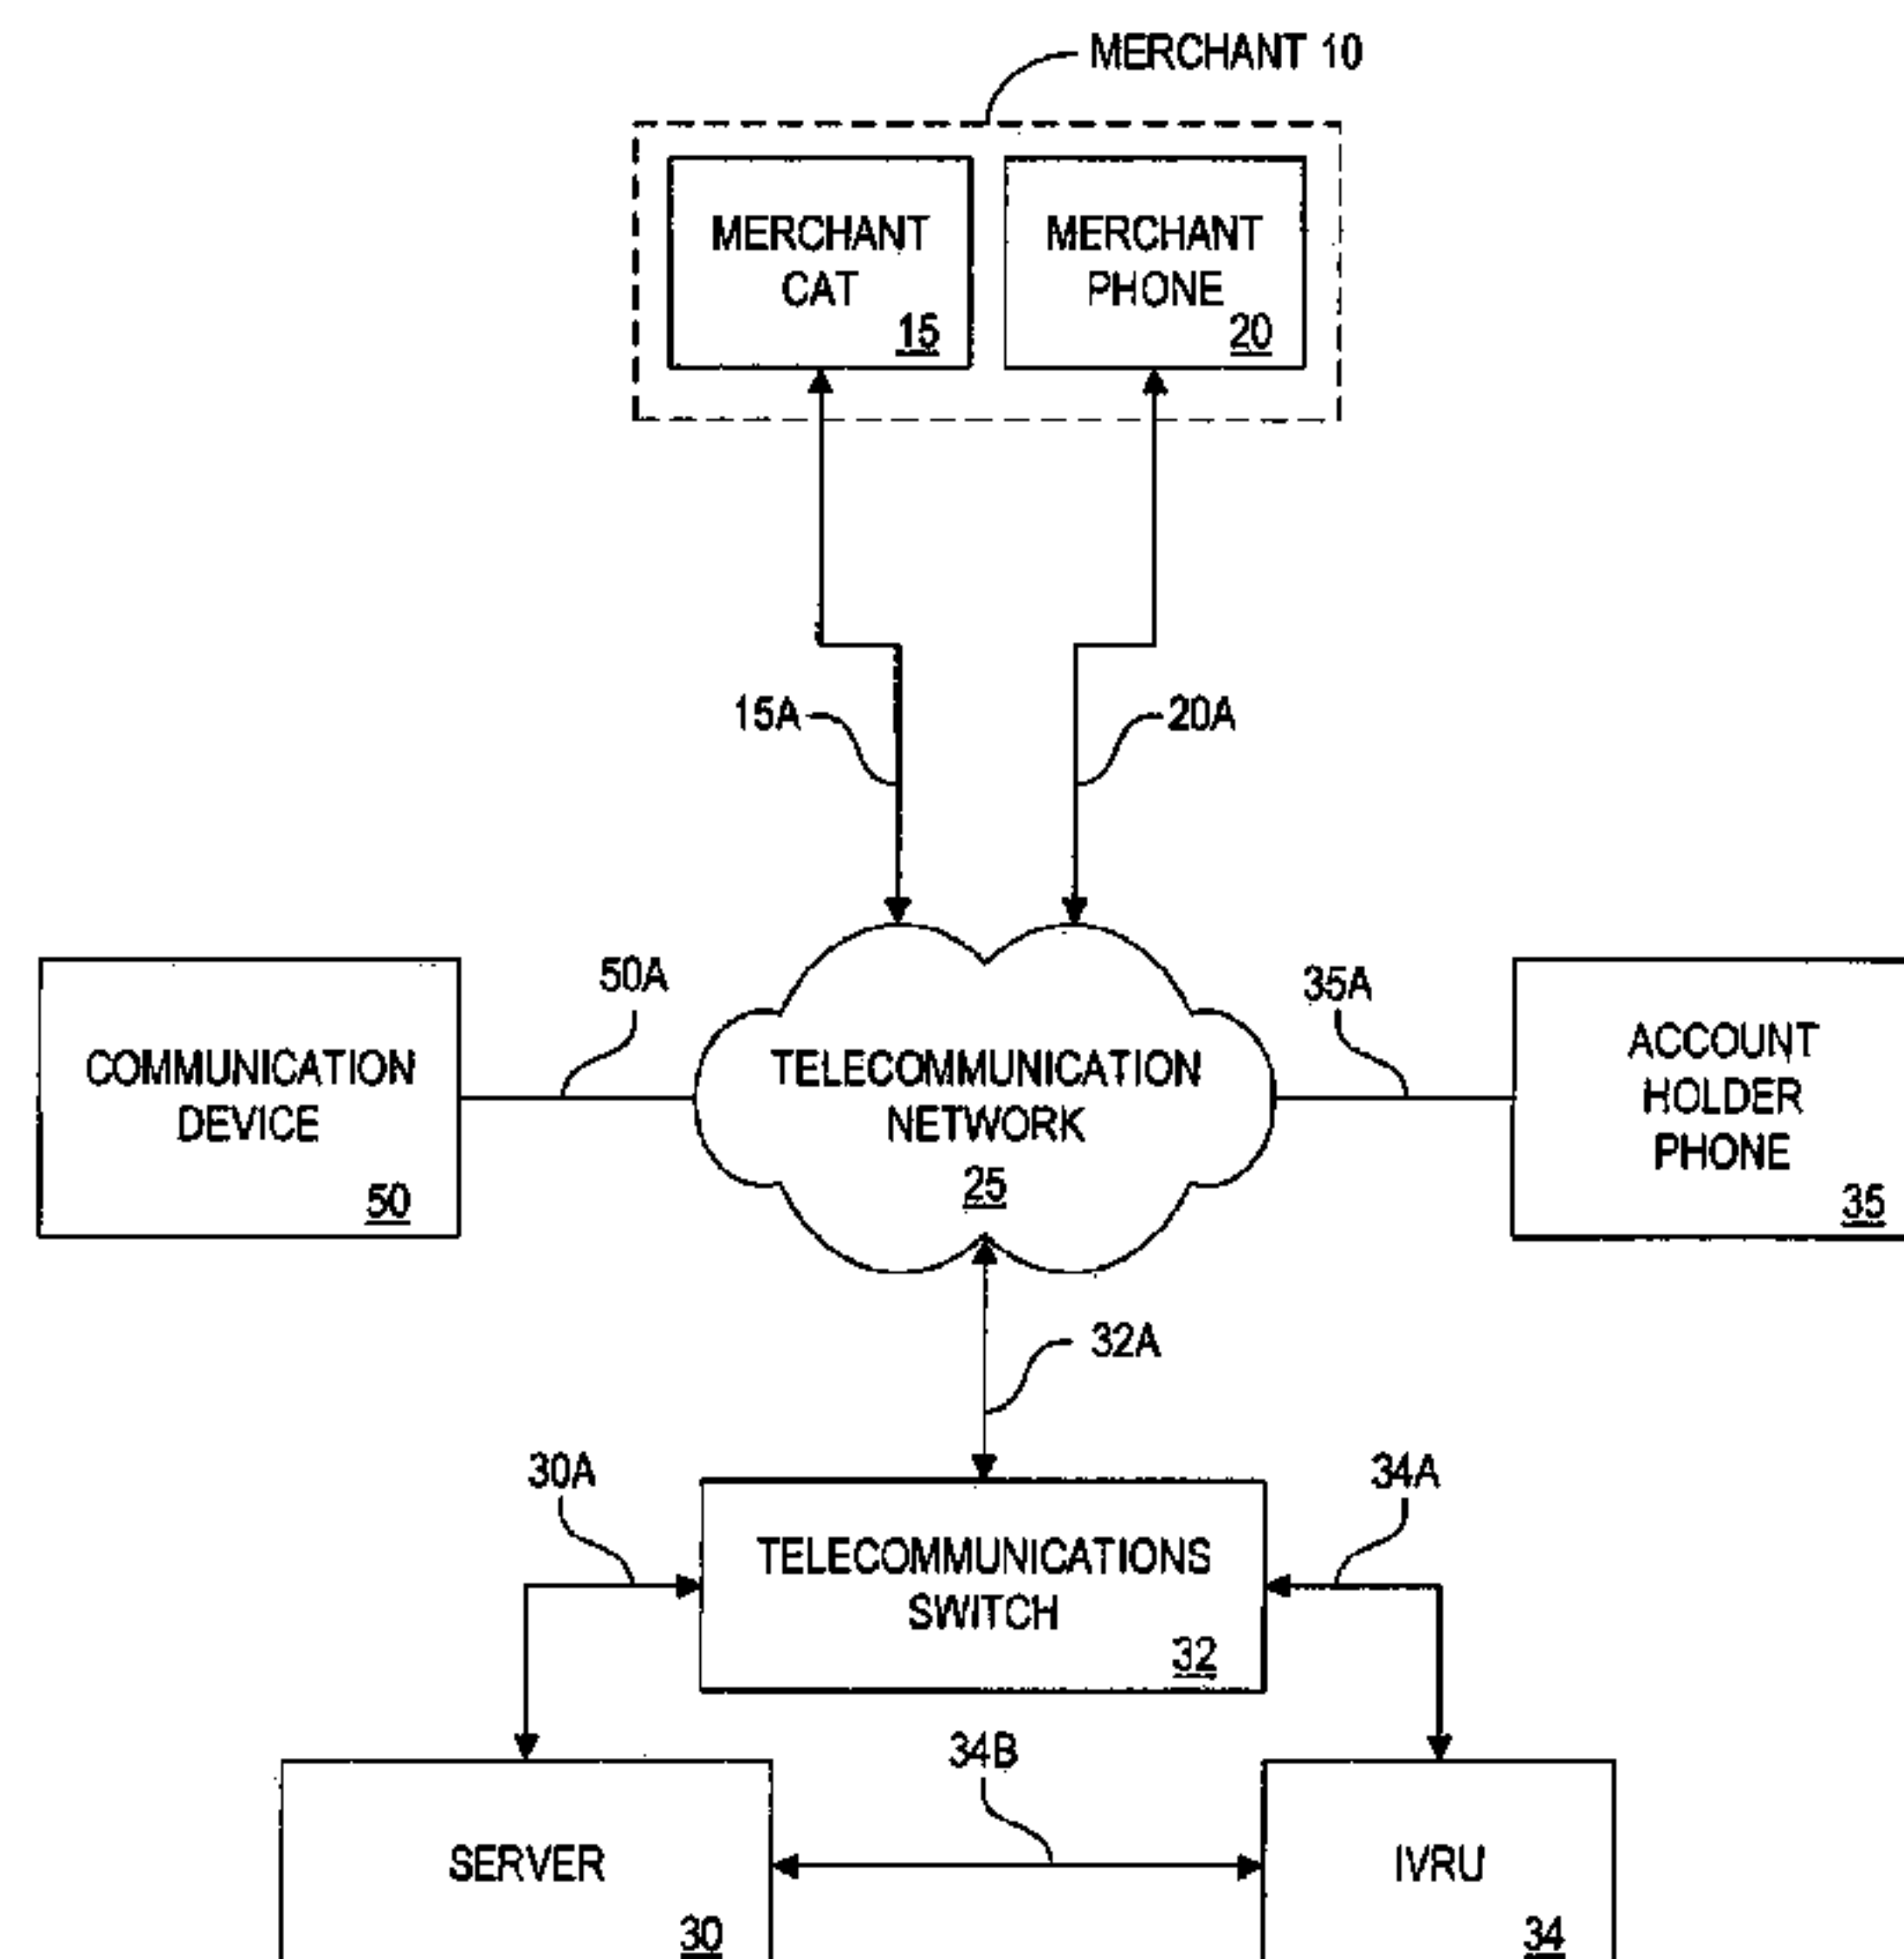 MERCHANT 10
MERCHANT
CAT
15
MERCHANT
PHONE
20
15A
20A
50A
35A
COMMUNICATION
DEVICE
50
TELECOMMUNICATION
NETWORK
25
ACCOUNT
HOLDER
PHONE
35
32A
30A
34A
TELECOMMUNICATIONS
SWITCH
32
34B
SERVER
30
IVRU
34